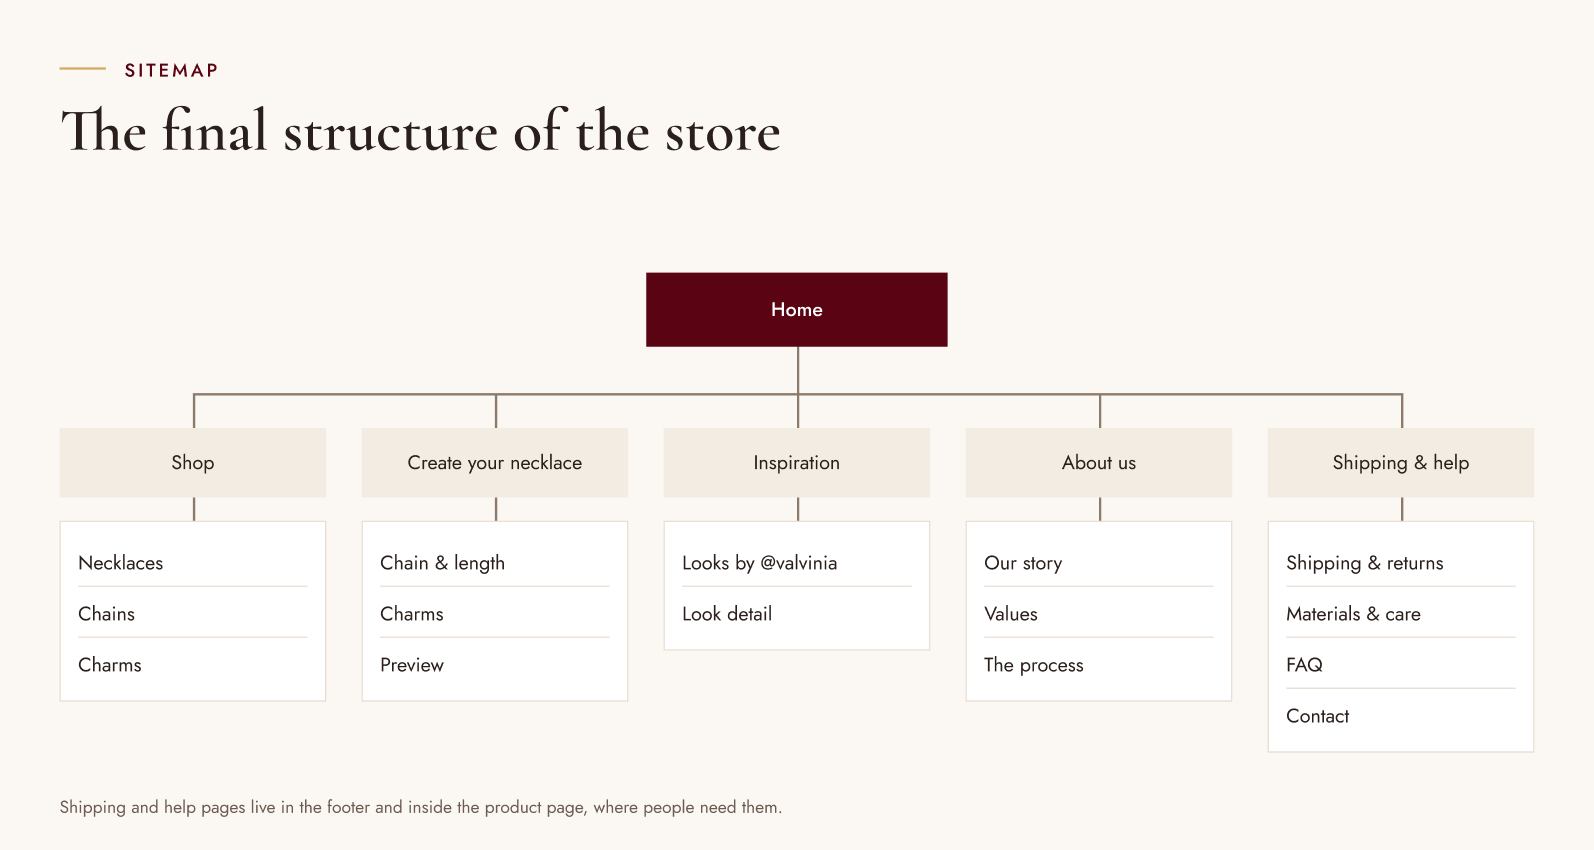 SITEMAP
The final structure of the store
Home
Shop
Create your necklace
Inspiration
About us
Shipping & help
Necklaces
Chains
Charms
Chain & length
Charms
Preview
Looks by @valvinia
Look detail
Our story
Values
The process
Shipping & returns
Materials & care
FAQ
Contact
Shipping and help pages live in the footer and inside the product page, where people need them.